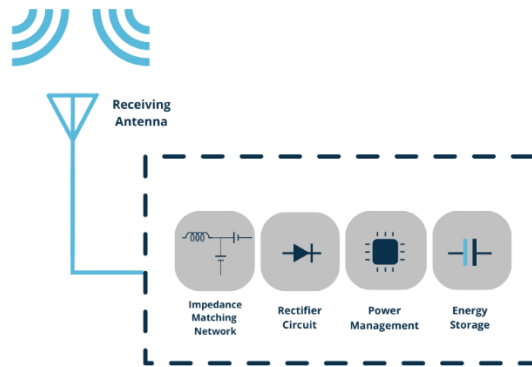 Receiving
Antenna
Impedance
Matching
Network
Rectifier
Circuit
Power
Management
Energy
Storage